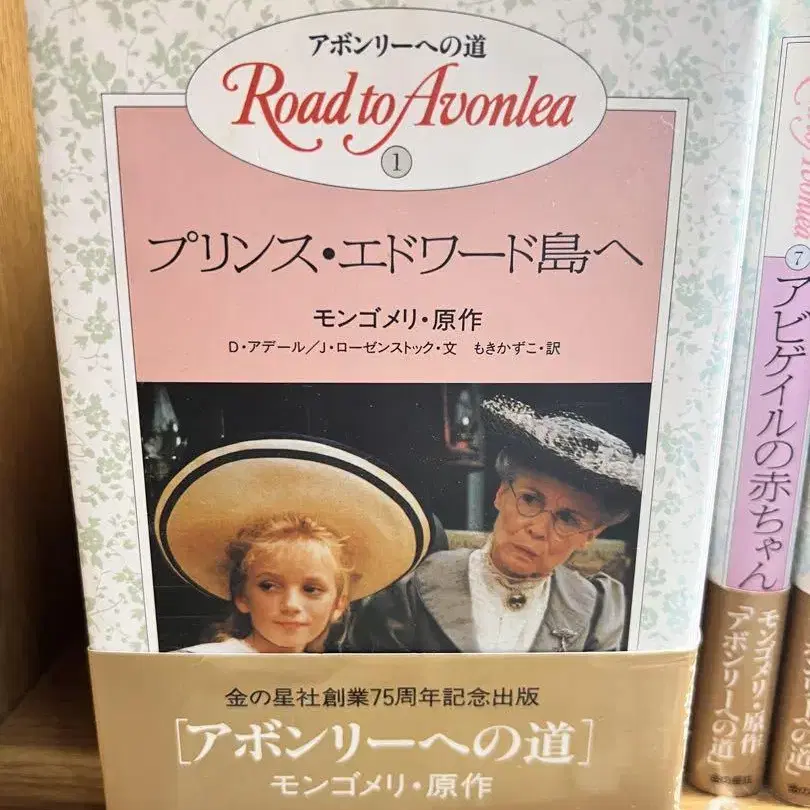 アボンリーへの道
Road to Avonlea
1
プリンス・エドワード島へ
モンゴメリ・原作
D・アデール／J・ローゼンストック・文　もきかずこ・訳
金の星社創業75周年記念出版
[アボンリーへの道]
モンゴメリ・原作
7
アビゲイルの赤ちゃん
モンゴメリ・原作
「アボンリーへの道」
金の星社